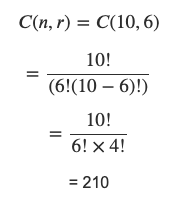 C(n, r) = C(10, 6)
= 10! / (6!(10 − 6)!)
= 10! / 6! × 4!
= 210